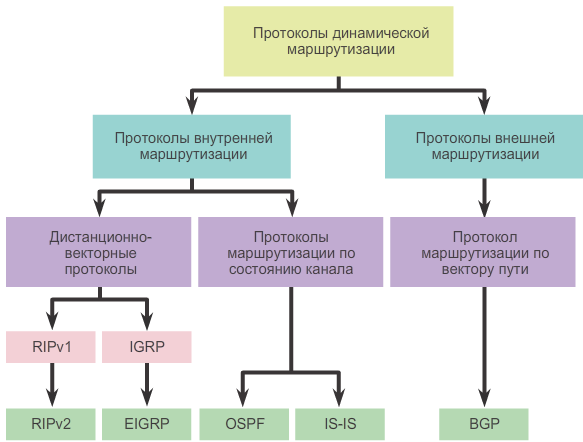 Протоколы динамической
маршрутизации
Протоколы внутренней
маршрутизации
Протоколы внешней
маршрутизации
Дистанционно-
векторные
протоколы
Протоколы
маршрутизации по
состоянию канала
Протокол
маршрутизации по
вектору пути
RIPv1
IGRP
RIPv2
EIGRP
OSPF
IS-IS
BGP